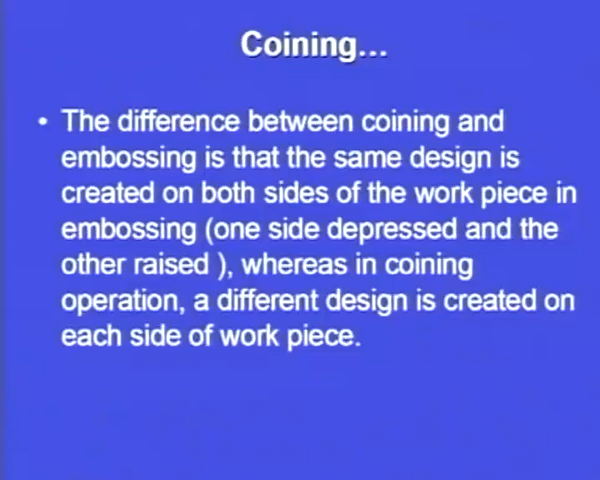 Coining...
• The difference between coining and
embossing is that the same design is
created on both sides of the work piece in
embossing (one side depressed and the
other raised ), whereas in coining
operation, a different design is created on
each side of work piece.